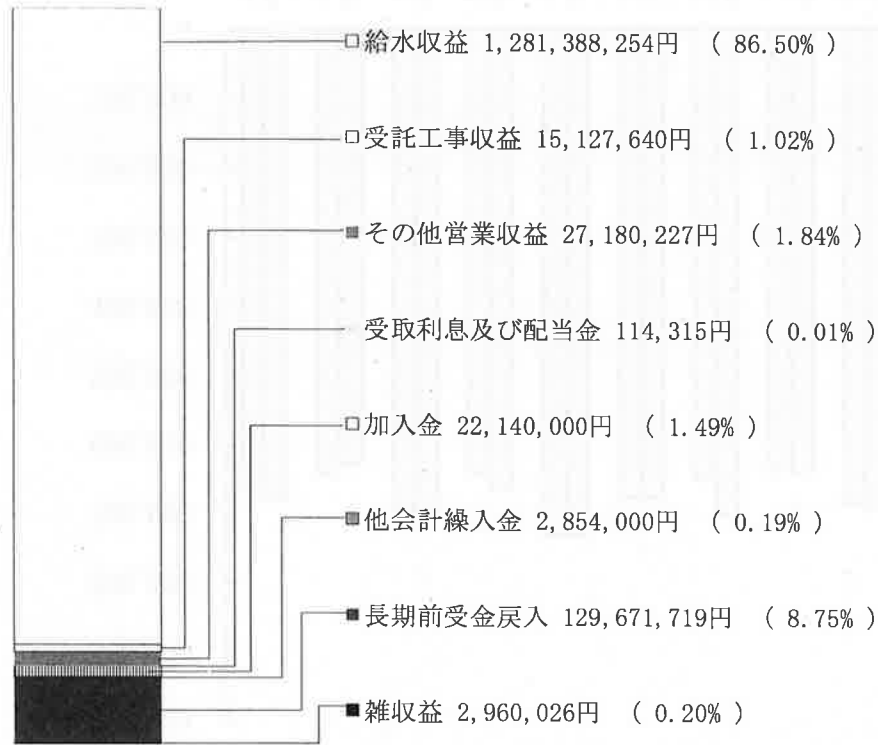 給水収益 1,281,388,254円 ( 86.50% )
受託工事収益 15,127,640円 ( 1.02% )
その他営業収益 27,180,227円 ( 1.84% )
受取利息及び配当金 114,315円 ( 0.01% )
加入金 22,140,000円 ( 1.49% )
他会計繰入金 2,854,000円 ( 0.19% )
長期前受金戻入 129,671,719円 ( 8.75% )
雑収益 2,960,026円 ( 0.20% )